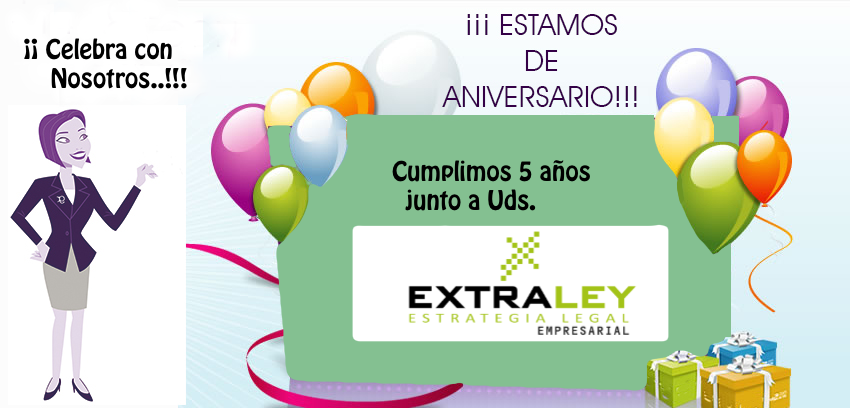 ¡¡ Celebra con
Nosotros..!!!
¡¡¡ ESTAMOS
DE
ANIVERSARIO!!!
Cumplimos 5 años
junto a Uds.
EXTRALEY
ESTRATEGIA LEGAL
EMPRESARIAL